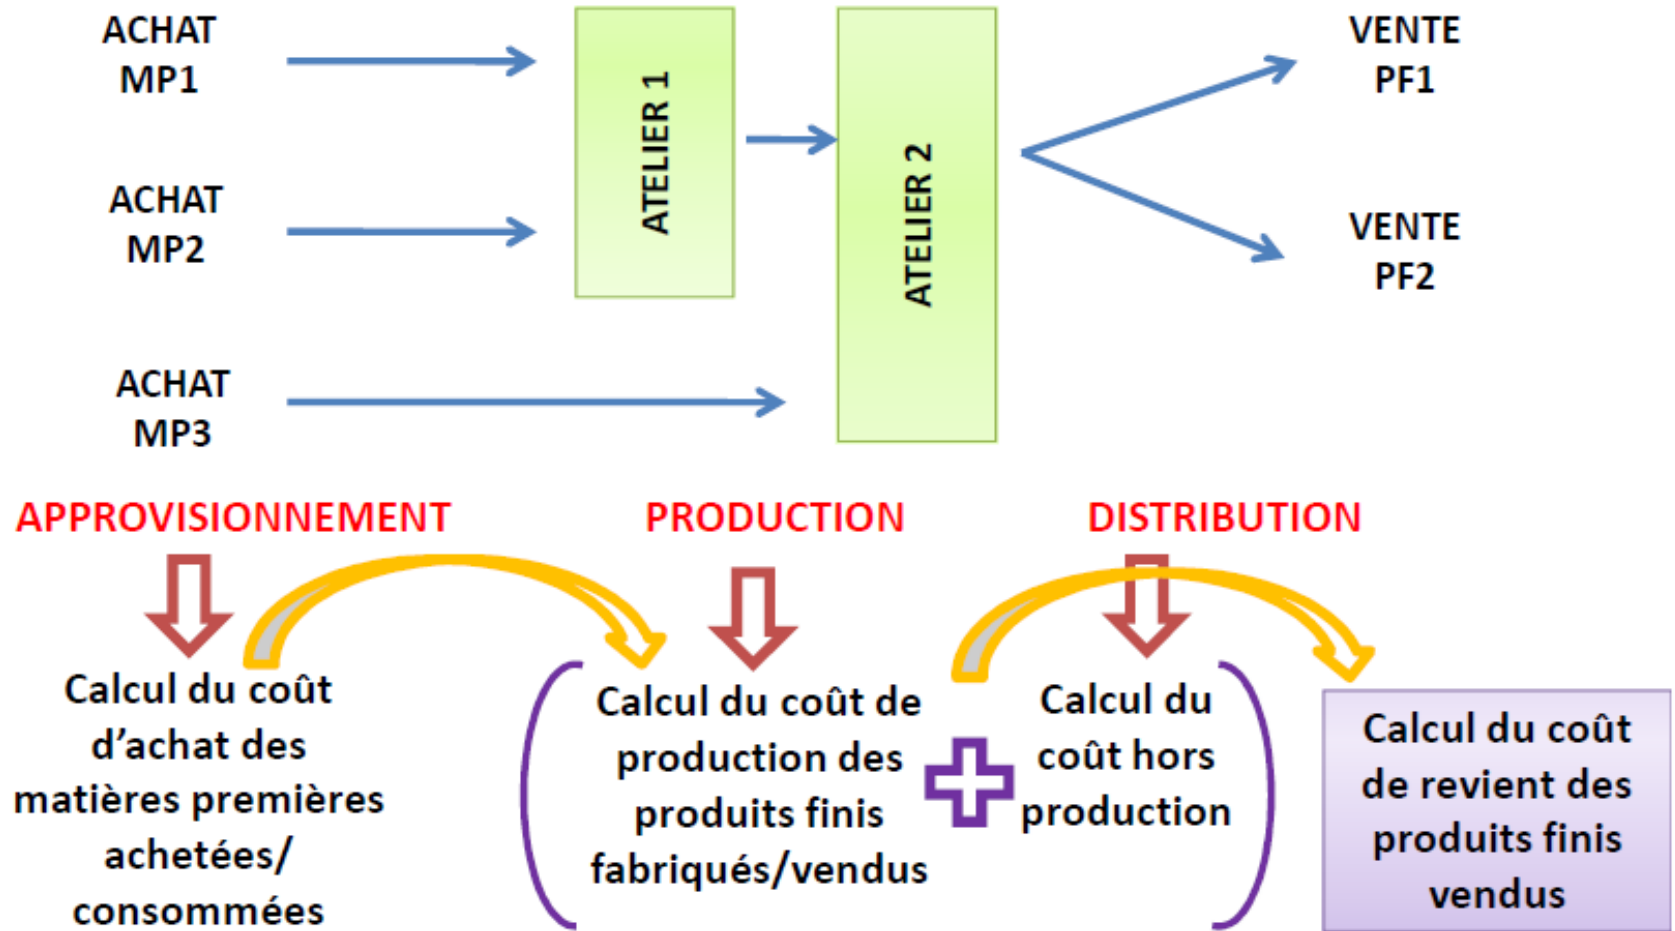 ACHAT
MP1
ACHAT
MP2
ACHAT
MP3
ATELIER 1
ATELIER 2
VENTE
PF1
VENTE
PF2
APPROVISIONNEMENT
PRODUCTION
DISTRIBUTION
Calcul du coût
d’achat des
matières premières
achetées/
consommées
Calcul du coût de
production des
produits finis
fabriqués/vendus
Calcul du
coût hors
production
Calcul du coût
de revient des
produits finis
vendus